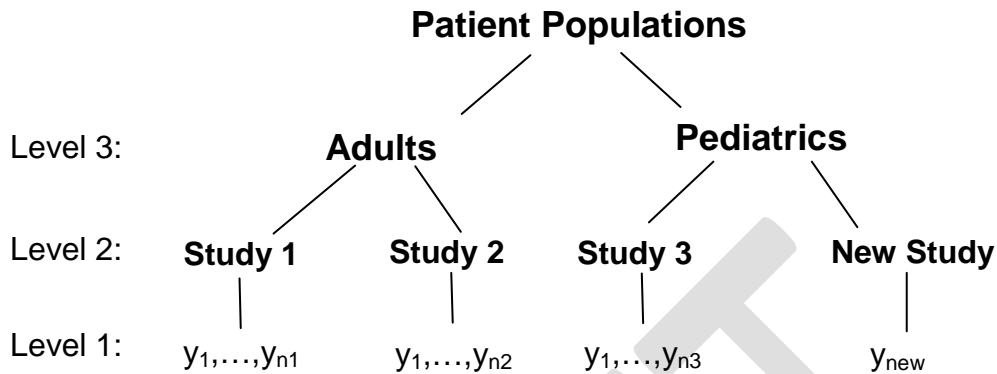 Patient Populations
Level 3: Adults Pediatrics
Level 2: Study 1 Study 2 Study 3 New Study
Level 1: y1,…,yn1 y1,…,yn2 y1,…,yn3 ynew